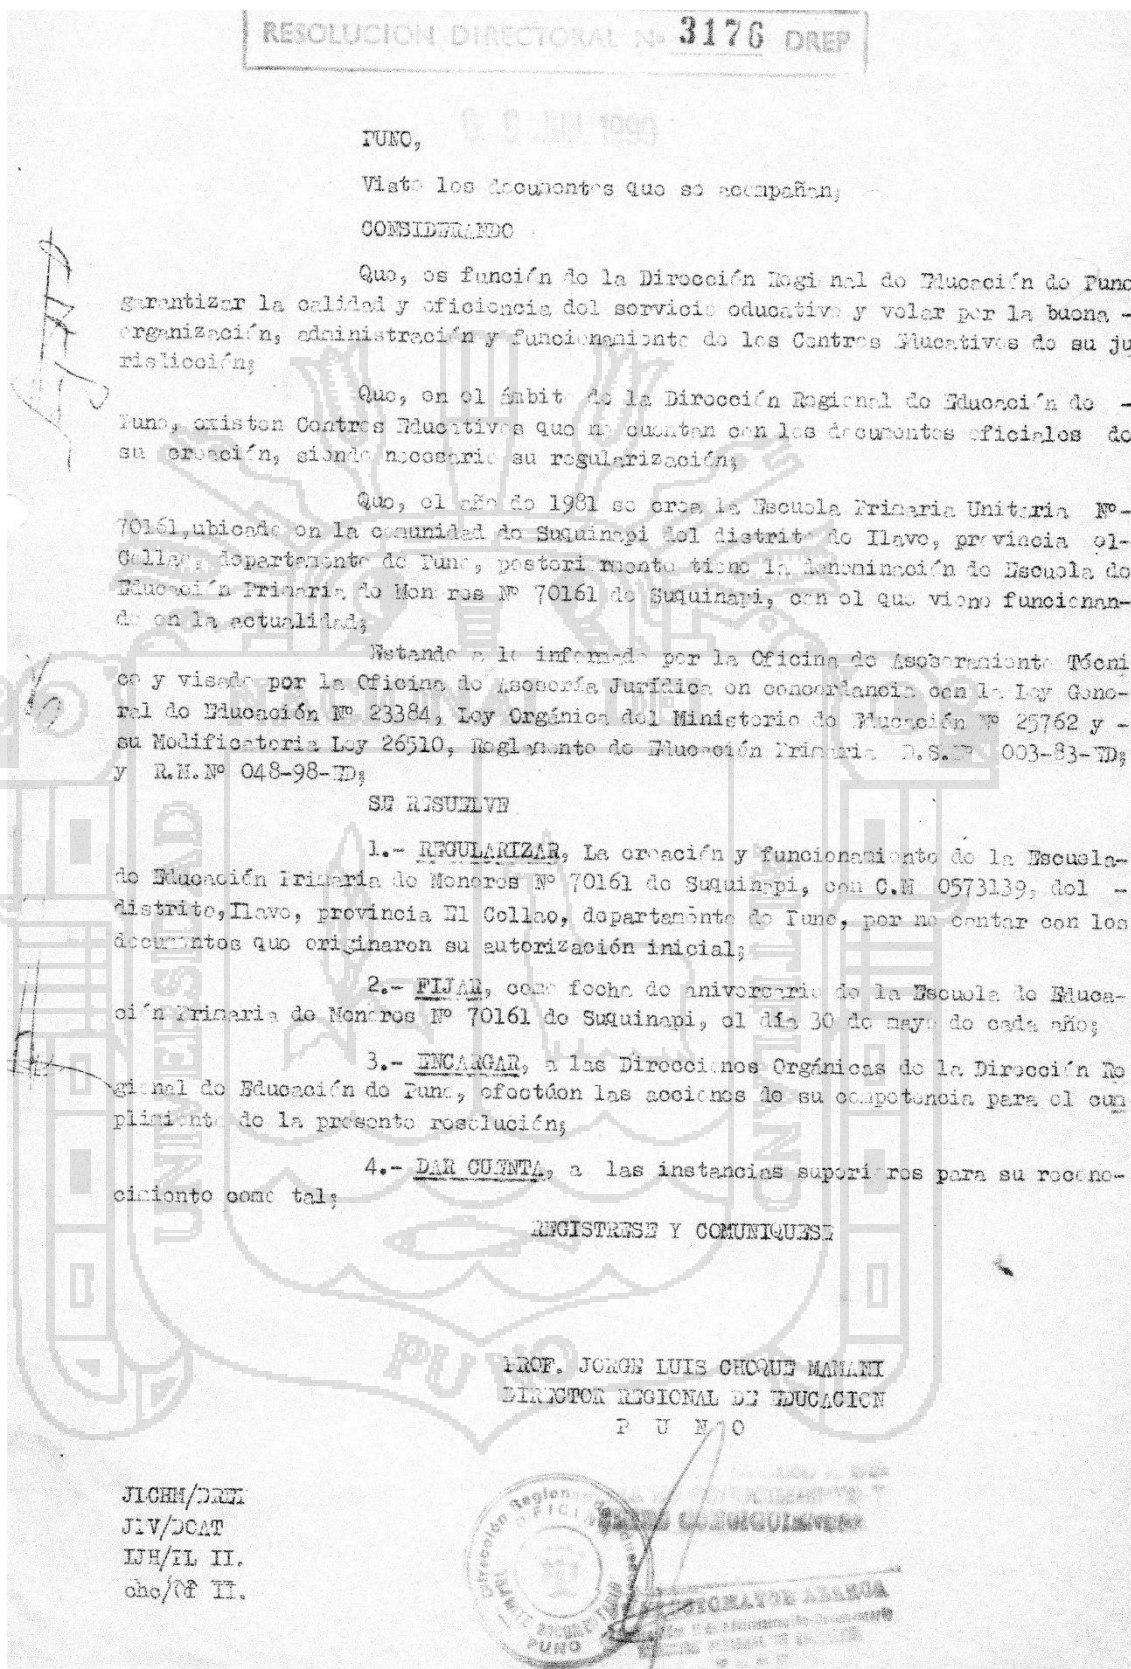 RESOLUCION DIRECTORAL Nº 3176 DREP
PUNO,
Visto los documentos que se acompañan;
CONSIDERANDO
Que, es función de la Dirección Regional de Educación de Puno
garantizar la calidad y eficiencia del servicio educativo y velar por la buena -
organización, administración y funcionamiento de los Centros Educativos de su ju
risdicción;
Que, en el ámbito de la Dirección Regional de Educación de -
Puno, existen Centros Educativos que no cuentan con los documentos oficiales de
su creación, siendo necesario su regularización;
Que, el año de 1981 se crea la Escuela Primaria Unitaria Nº-
70161,ubicado en la comunidad de Suquinapi del distrito de Ilave, provincia el-
Collao, departamento de Puno, posteriormente tiene la denominación de Escuela de
Educación Primaria de Menores Nº 70161 de Suquinapi, con el que viene funcionan-
do en la actualidad;
Estando a lo informado por la Oficina de Asesoramiento Técni
co y visado por la Oficina de Asesoría Jurídica en concordancia con la Ley Gene-
ral de Educación Nº 23384, Ley Orgánica del Ministerio de Educación Nº 25762 y -
su Modificatoria Ley 26510, Reglamento de Educación Primaria D.S.Nº 003-83-ED;
y R.M.Nº 048-98-ED;
SE RESUELVE
1.- REGULARIZAR, La creación y funcionamiento de la Escuela-
de Educación Primaria de Menores Nº 70161 de Suquinapi, con C.M 0573139, del -
distrito,Ilave, provincia El Collao, departamento de Puno, por no contar con los
documentos que originaron su autorización inicial;
2.- FIJAR, como fecha de aniversario de la Escuela de Educa-
ción Primaria de Menores Nº 70161 de Suquinapi, el día 30 de mayo de cada año;
3.- ENCARGAR, a las Direcciones Orgánicas de la Dirección Re
gional de Educación de Puno, efectúen las acciones de su competencia para el cum
plimiento de la presente resolución;
4.- DAR CUENTA, a las instancias superiores para su recono-
cimiento como tal;
REGISTRESE Y COMUNIQUESE
PROF. JORGE LUIS CHOQUE MAMANI
DIRECTOR REGIONAL DE EDUCACION
P U N O
JLCHM/DREP
JIV/DOAT
LJH/PL II.
chc/Of II.
Dirección Regional de Educación
OFICINA
PUNO
UNIVERSIDAD
NACIONAL DEL
ALTIPLANO
PUNO